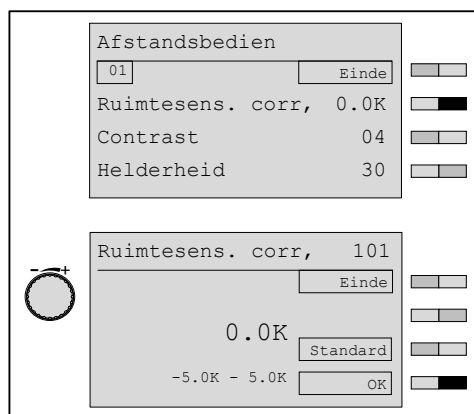 Afstandsbedien
01 Einde
Ruimtesens. corr, 0.0K
Contrast 04
Helderheid 30
Ruimtesens. corr, 101
- +
Einde
0.0K
Standard
-5.0K - 5.0K OK